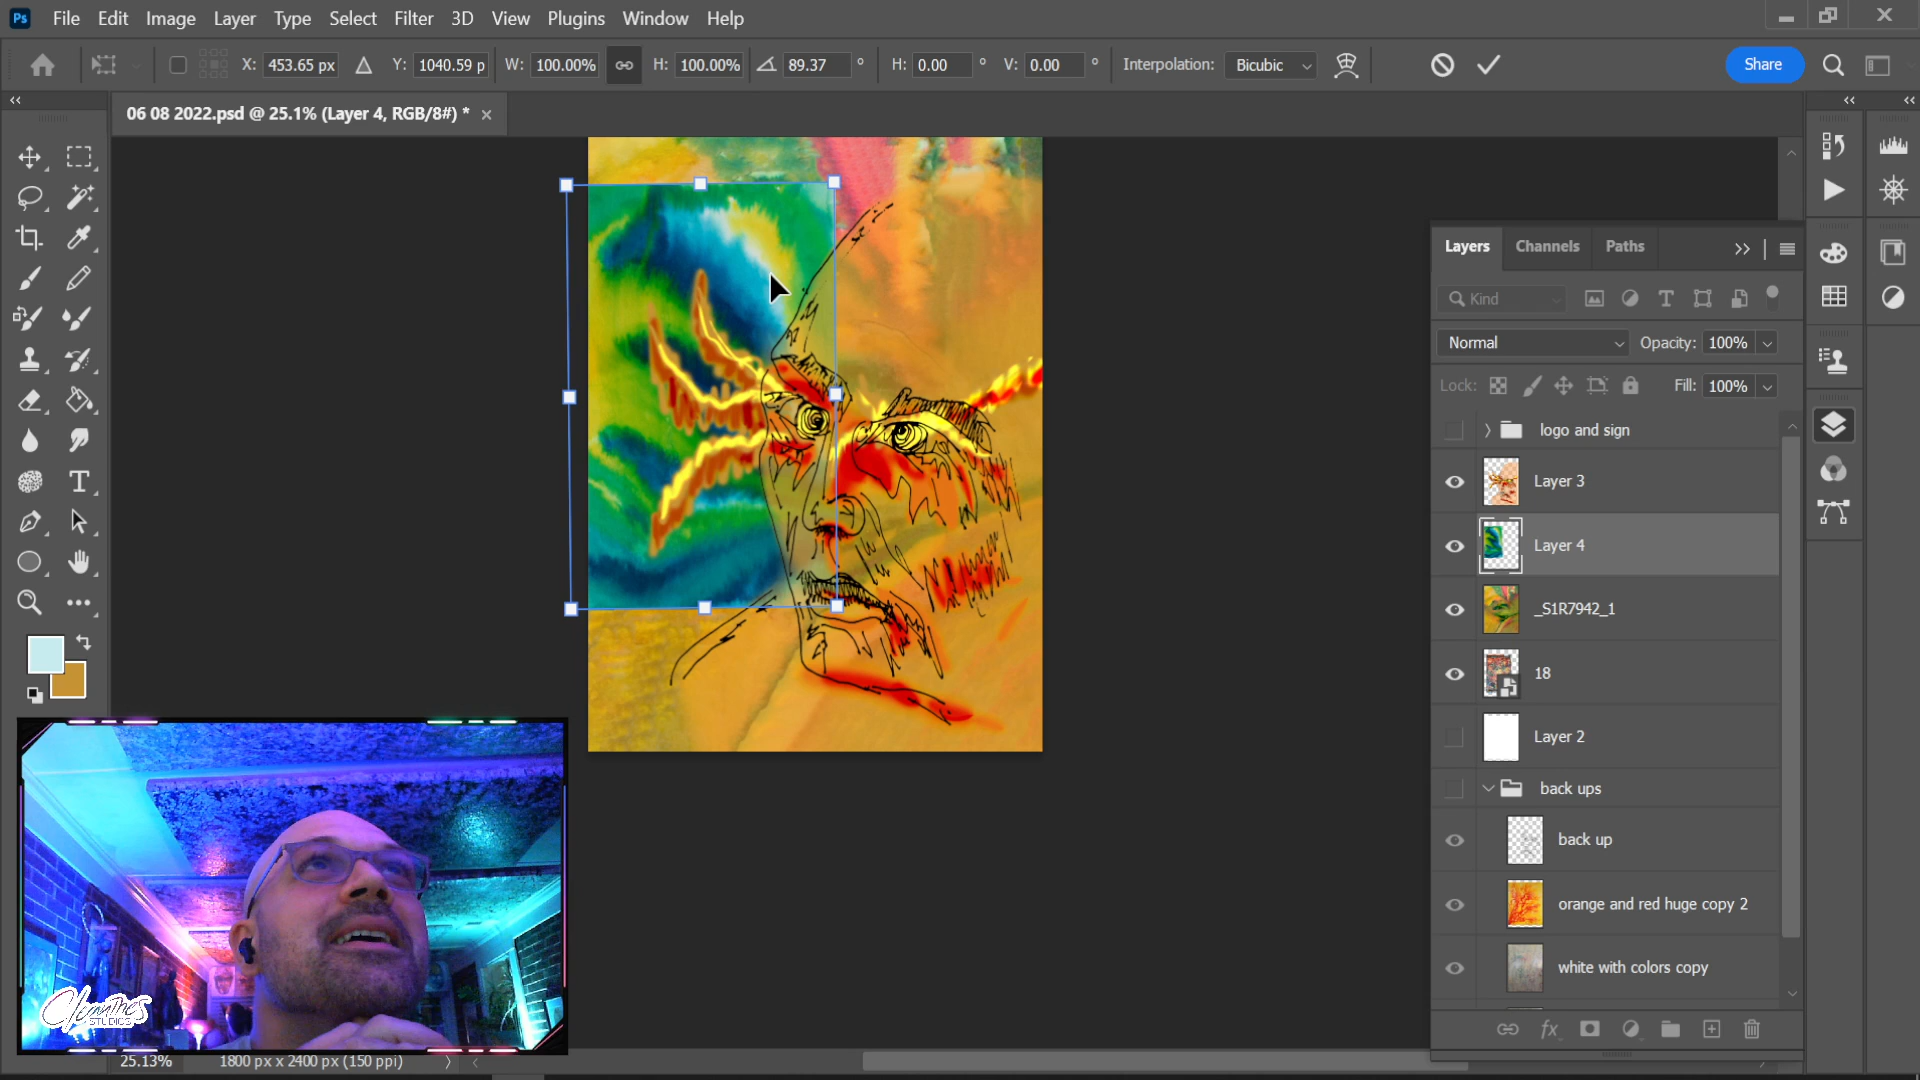 Ps File Edit Image Layer Type Select Filter 3D View Plugins Window Help
X: 453.65 px Y: 1040.59 p W: 100.00% H: 100.00% 89.37 ° H: 0.00 ° V: 0.00 ° Interpolation: Bicubic Share
06 08 2022.psd @ 25.1% (Layer 4, RGB/8#) * ×
Layers Channels Paths
Kind
Normal Opacity: 100%
Lock: Fill: 100%
logo and sign
Layer 3
Layer 4
_S1R7942_1
18
Layer 2
back ups
back up
orange and red huge copy 2
white with colors copy
fx
STUDIOS
25.13% 1800 px x 2400 px (150 ppi)